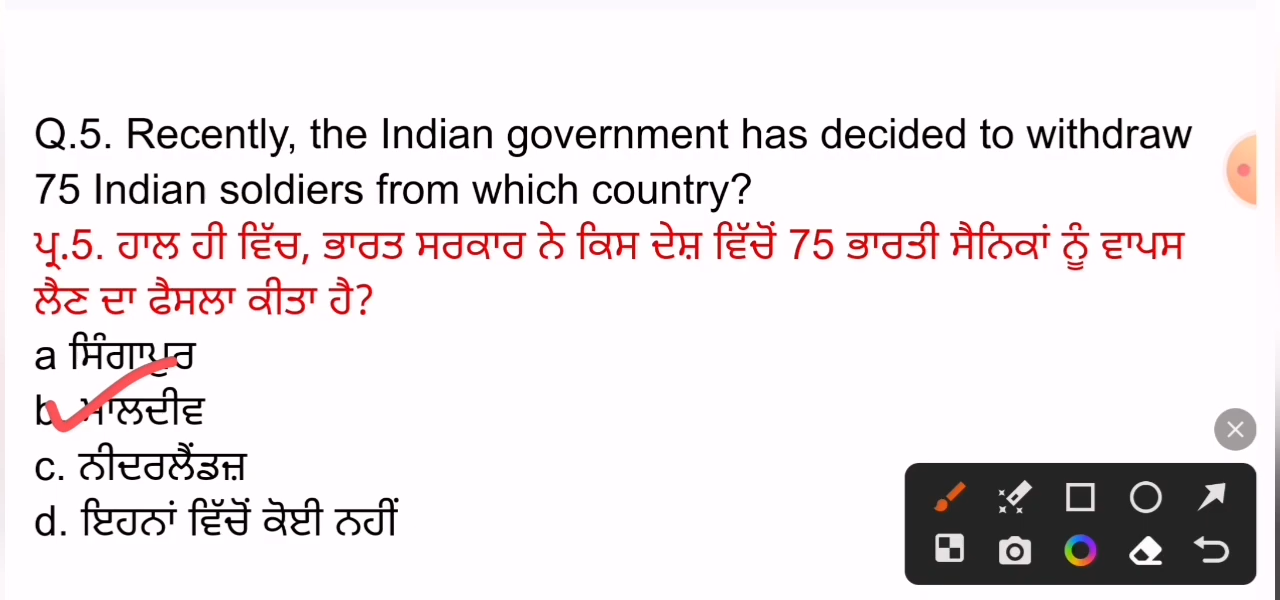 Q.5. Recently, the Indian government has decided to withdraw
75 Indian soldiers from which country?
ਪ੍ਰ.5. ਹਾਲ ਹੀ ਵਿੱਚ, ਭਾਰਤ ਸਰਕਾਰ ਨੇ ਕਿਸ ਦੇਸ਼ ਵਿੱਚੋਂ 75 ਭਾਰਤੀ ਸੈਨਿਕਾਂ ਨੂੰ ਵਾਪਸ
ਲੈਣ ਦਾ ਫੈਸਲਾ ਕੀਤਾ ਹੈ?
a ਸਿੰਗਾਪੁਰ
b. ਮਾਲਦੀਵ
c. ਨੀਦਰਲੈਂਡਜ਼
d. ਇਹਨਾਂ ਵਿੱਚੋਂ ਕੋਈ ਨਹੀਂ